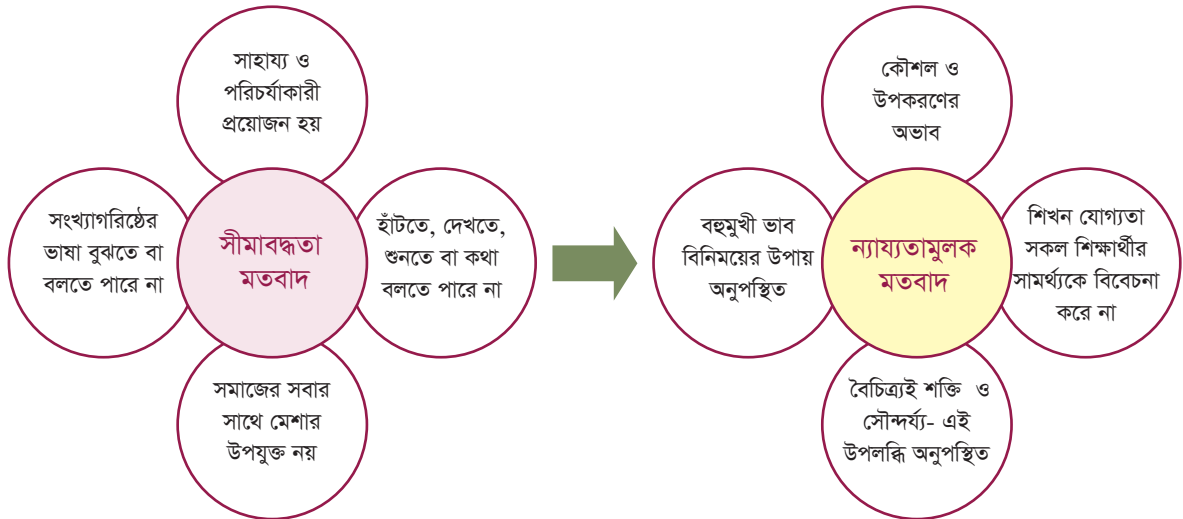 সাহায্য ও
পরিচর্যাকারী
প্রয়োজন হয়
সংখ্যাগরিষ্ঠের
ভাষা বুঝতে বা
বলতে পারে না
সীমাবদ্ধতা
মতবাদ
হাঁটতে, দেখতে,
শুনতে বা কথা
বলতে পারে না
সমাজের সবার
সাথে মেশার
উপযুক্ত নয়
কৌশল ও
উপকরণের
অভাব
বহুমুখী ভাব
বিনিময়ের উপায়
অনুপস্থিত
ন্যায্যতামুলক
মতবাদ
শিখন যোগ্যতা
সকল শিক্ষার্থীর
সামর্থ্যকে বিবেচনা
করে না
বৈচিত্র্যই শক্তি ও
সৌন্দর্য্য- এই
উপলব্ধি অনুপস্থিত